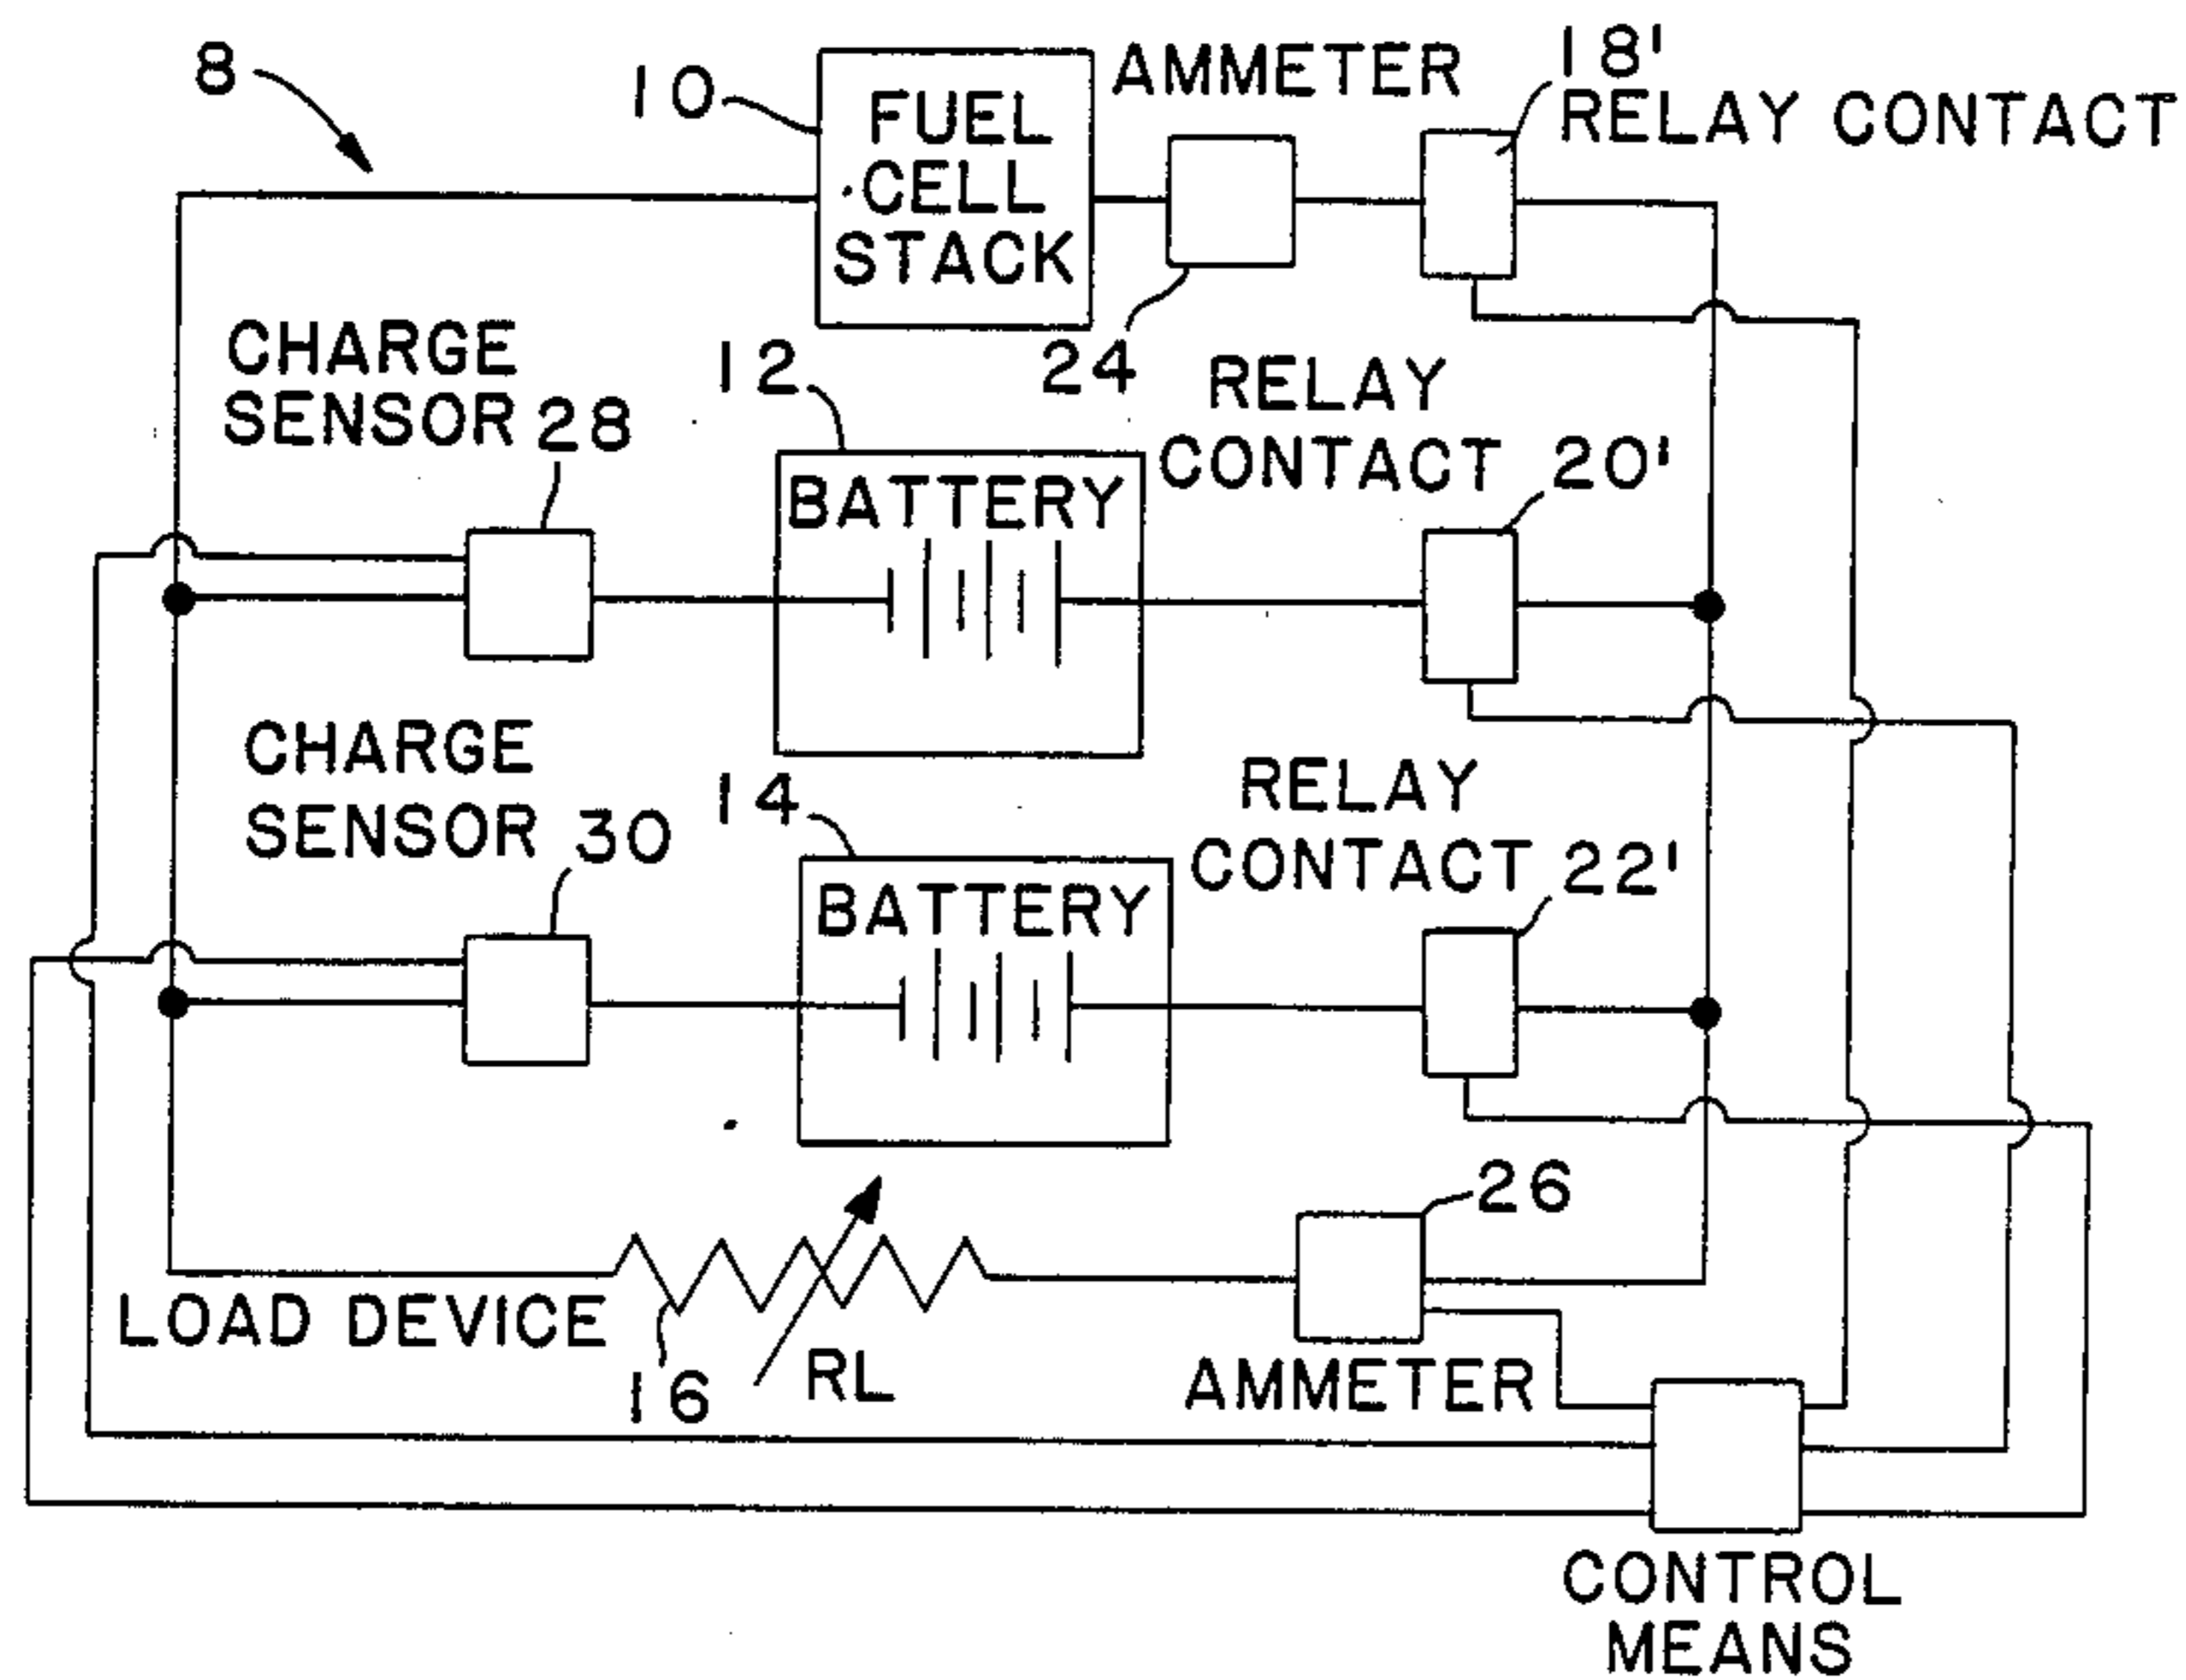 8
10
FUEL
CELL
STACK
AMMETER
24
18'
RELAY CONTACT
CHARGE
SENSOR 28
12
BATTERY
RELAY
CONTACT 20'
CHARGE
SENSOR 30
14
BATTERY
RELAY
CONTACT 22'
LOAD DEVICE
16
RL
26
AMMETER
CONTROL
MEANS